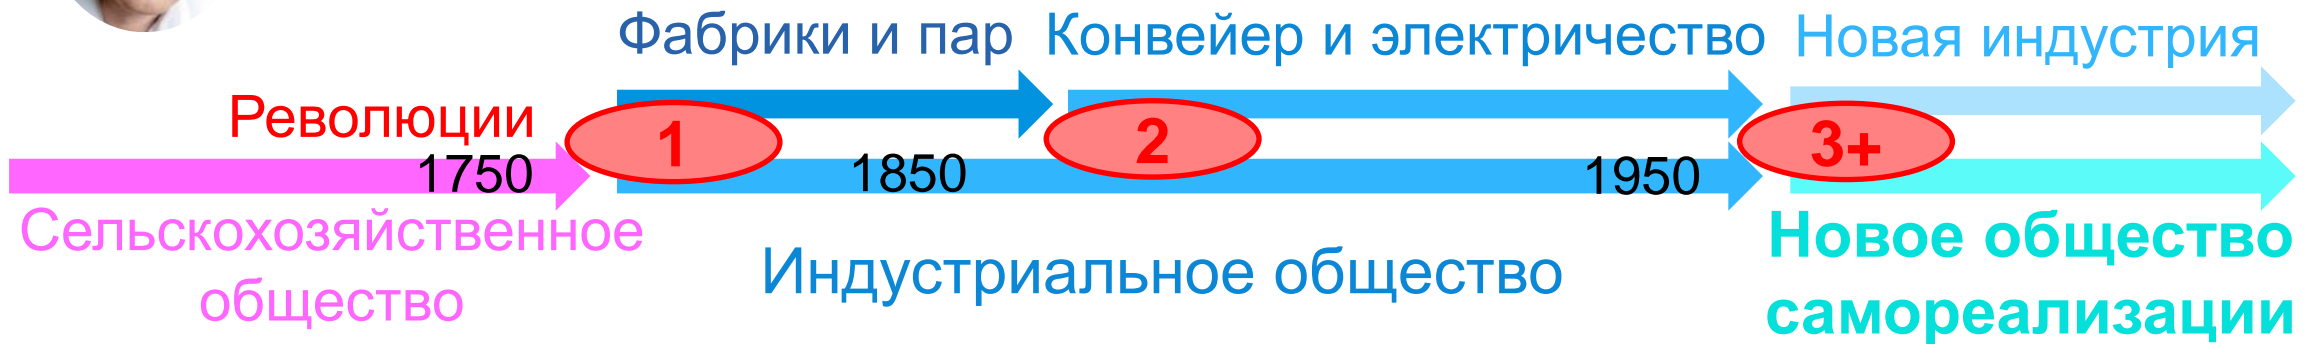 Фабрики и пар Конвейер и электричество Новая индустрия
Революции 1 2 3+
1750 1850 1950
Сельскохозяйственное
общество
Индустриальное общество
Новое общество
самореализации